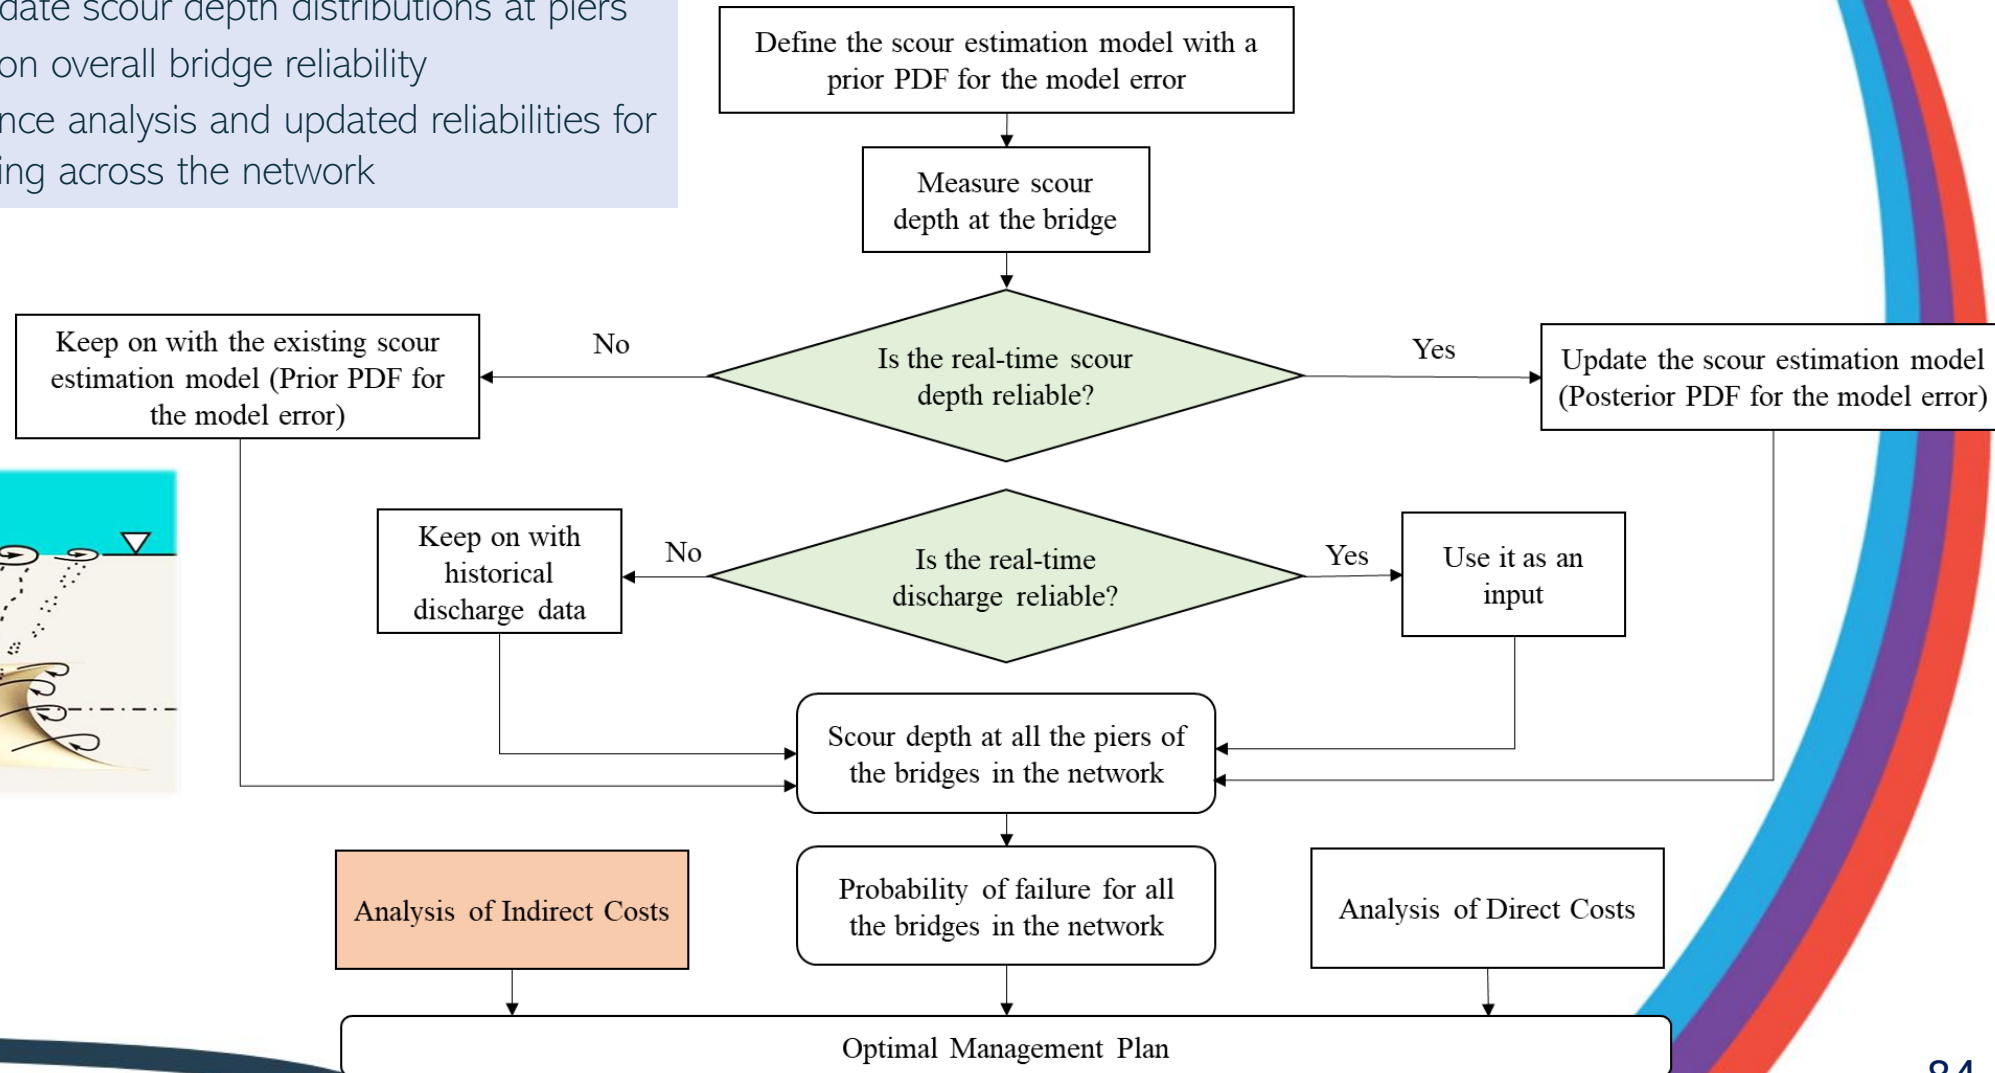 date scour depth distributions at piers
on overall bridge reliability
nce analysis and updated reliabilities for
ing across the network
Define the scour estimation model with a
prior PDF for the model error
Measure scour
depth at the bridge
Is the real-time scour
depth reliable?
No
Yes
Keep on with the existing scour
estimation model (Prior PDF for
the model error)
Update the scour estimation model
(Posterior PDF for the model error)
Is the real-time
discharge reliable?
No
Yes
Keep on with
historical
discharge data
Use it as an
input
Scour depth at all the piers of
the bridges in the network
Analysis of Indirect Costs
Probability of failure for all
the bridges in the network
Analysis of Direct Costs
Optimal Management Plan